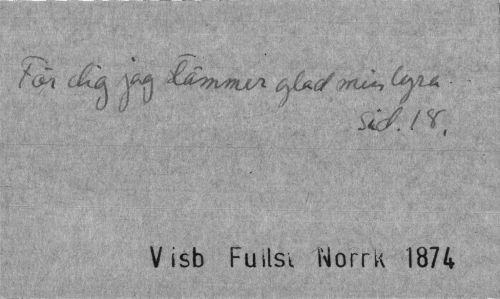 För dig jag stämmer glad min lyra
sid. 18.
Visb Fullst Norrk 1874